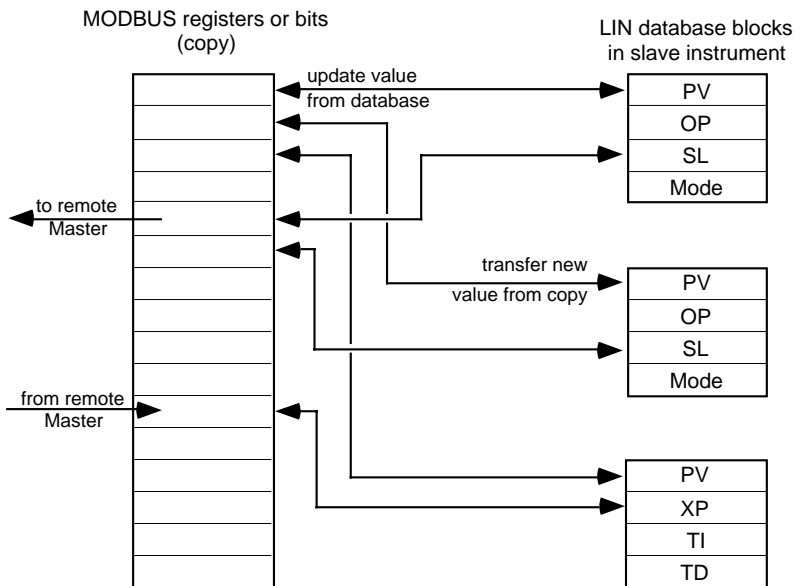 MODBUS registers or bits
(copy)
LIN database blocks
in slave instrument
update value
from database
PV
OP
SL
Mode
to remote
Master
transfer new
value from copy
PV
OP
SL
Mode
from remote
Master
PV
XP
TI
TD